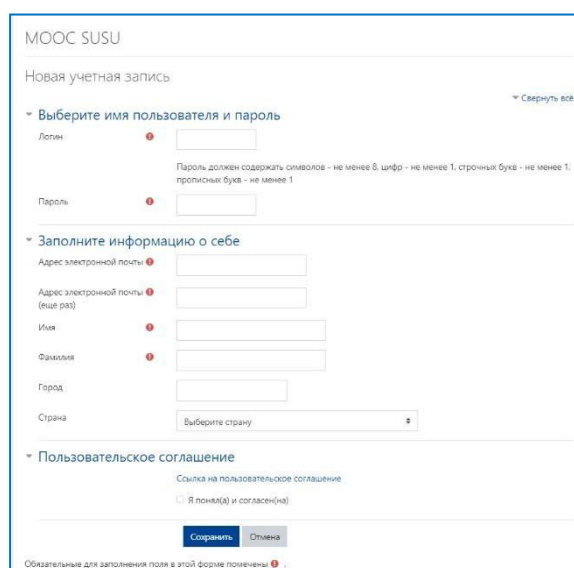 MOOC SUSU
Новая учетная запись
Свернуть всё
Выберите имя пользователя и пароль
Логин
Пароль должен содержать символов - не менее 8, цифр - не менее 1, строчных букв - не менее 1,
прописных букв - не менее 1
Пароль
Заполните информацию о себе
Адрес электронной почты
Адрес электронной почты
(еще раз)
Имя
Фамилия
Город
Страна
Выберите страну
Пользовательское соглашение
Ссылка на пользовательское соглашение
Я понял(а) и согласен(на)
Сохранить Отмена
Обязательные для заполнения поля в этой форме помечены .